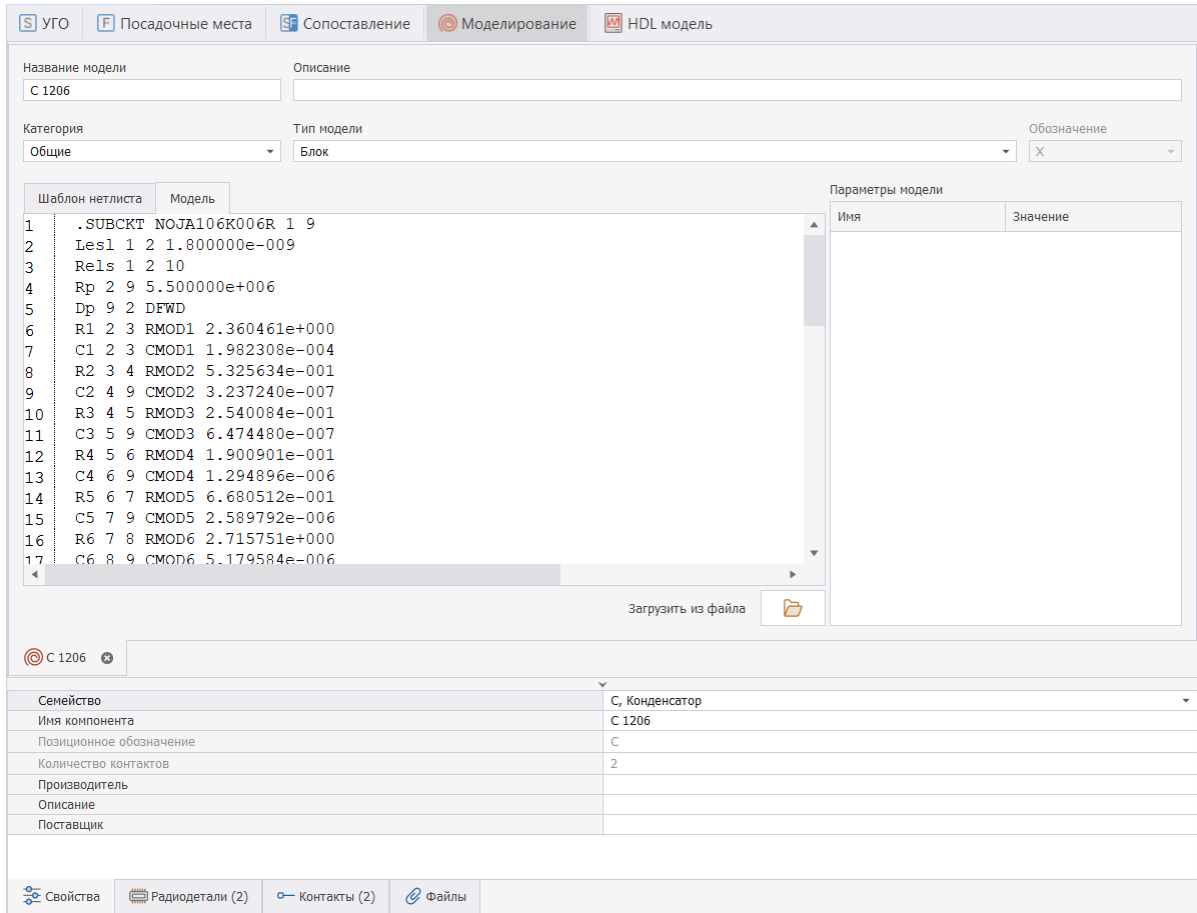 S УГО F Посадочные места SF Сопоставление Моделирование HDL модель
Название модели Описание
C 1206
Категория Тип модели Обозначение
Общие Блок X
Шаблон нетлиста Модель Параметры модели
Имя Значение
1 .SUBCKT NOJA106K006R 1 9
2 Lesl 1 2 1.800000e-009
3 Rels 1 2 10
4 Rp 2 9 5.500000e+006
5 Dp 9 2 DFWD
6 R1 2 3 RMOD1 2.360461e+000
7 C1 2 3 CMOD1 1.982308e-004
8 R2 3 4 RMOD2 5.325634e-001
9 C2 4 9 CMOD2 3.237240e-007
10 R3 4 5 RMOD3 2.540084e-001
11 C3 5 9 CMOD3 6.474480e-007
12 R4 5 6 RMOD4 1.900901e-001
13 C4 6 9 CMOD4 1.294896e-006
14 R5 6 7 RMOD5 6.680512e-001
15 C5 7 9 CMOD5 2.589792e-006
16 R6 7 8 RMOD6 2.715751e+000
17 C6 8 9 CMOD6 5.179584e-006
Загрузить из файла
C 1206
Семейство C, Конденсатор
Имя компонента C 1206
Позиционное обозначение C
Количество контактов 2
Производитель
Описание
Поставщик
Свойства Радиодетали (2) Контакты (2) Файлы